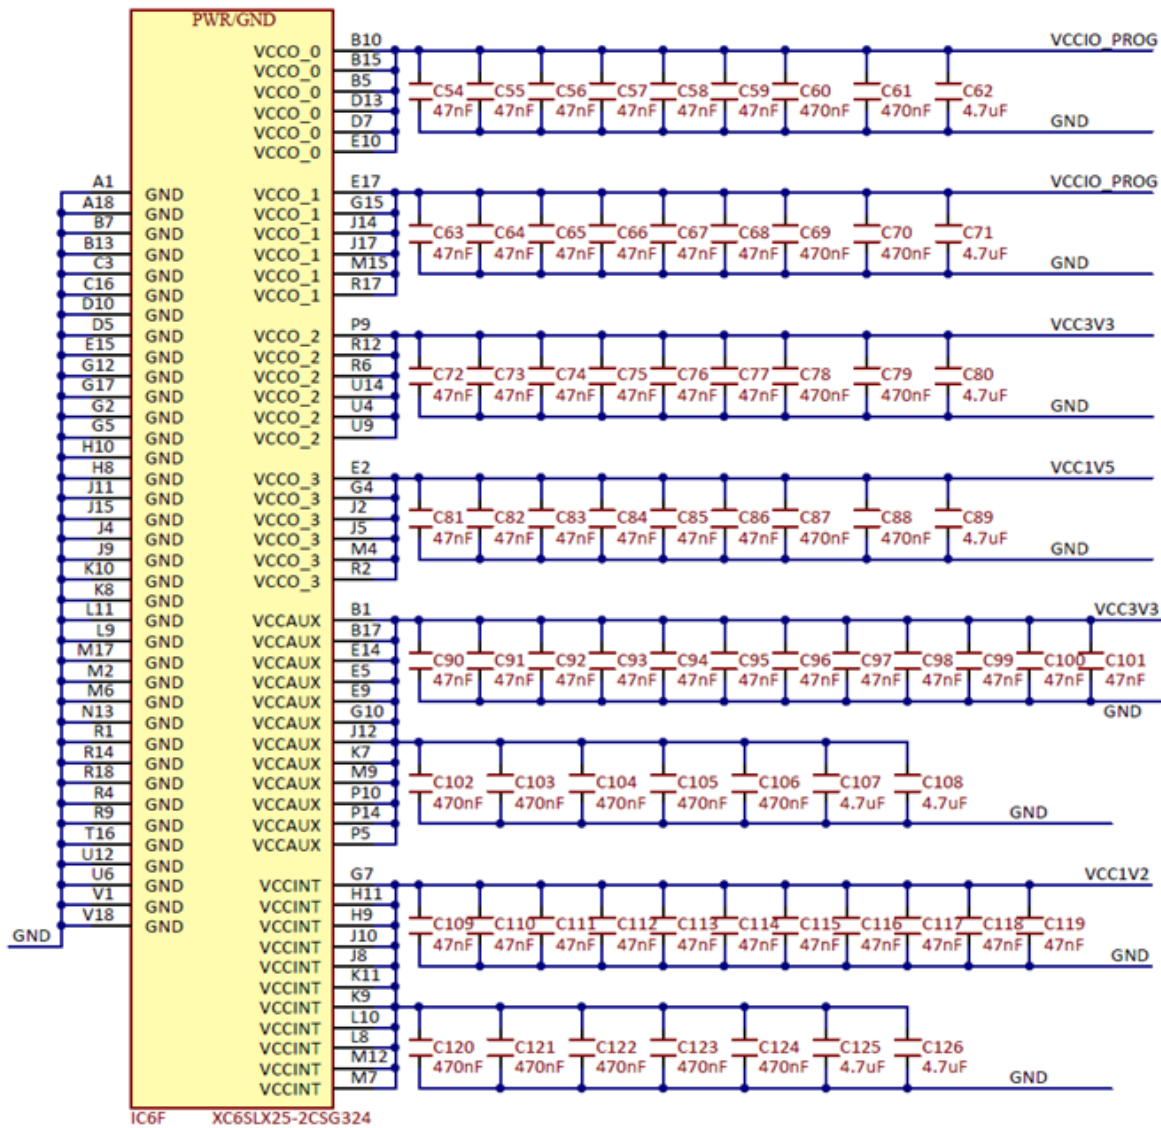 PWR/GND
VCCO_0 B10 VCCIO_PROG
VCCO_0 B15
VCCO_0 B5
VCCO_0 D13
VCCO_0 D7
VCCO_0 E10
C54 C55 C56 C57 C58 C59 C60 C61 C62
47nF 47nF 47nF 47nF 47nF 47nF 470nF 470nF 4.7uF
GND
A1 GND VCCO_1 E17 VCCIO_PROG
A18 GND VCCO_1 G15
B7 GND VCCO_1 J14
B13 GND VCCO_1 J17
C3 GND VCCO_1 M15
C16 GND VCCO_1 R17
C63 C64 C65 C66 C67 C68 C69 C70 C71
47nF 47nF 47nF 47nF 47nF 47nF 470nF 470nF 4.7uF
GND
D10 GND
D5 GND VCCO_2 P9 VCC3V3
E15 GND VCCO_2 R12
G12 GND VCCO_2 R6
G17 GND VCCO_2 U14
G2 GND VCCO_2 U4
G5 GND VCCO_2 U9
C72 C73 C74 C75 C76 C77 C78 C79 C80
47nF 47nF 47nF 47nF 47nF 47nF 470nF 470nF 4.7uF
GND
H10 GND
H8 GND VCCO_3 E2 VCC1V5
J11 GND VCCO_3 G4
J15 GND VCCO_3 J2
J4 GND VCCO_3 J5
J9 GND VCCO_3 M4
K10 GND VCCO_3 R2
C81 C82 C83 C84 C85 C86 C87 C88 C89
47nF 47nF 47nF 47nF 47nF 47nF 470nF 470nF 4.7uF
GND
K8 GND
L11 GND VCCAUX B1 VCC3V3
L9 GND VCCAUX B17
M17 GND VCCAUX E14
M2 GND VCCAUX E5
M6 GND VCCAUX E9
N13 GND VCCAUX G10
C90 C91 C92 C93 C94 C95 C96 C97 C98 C99 C100 C101
47nF 47nF 47nF 47nF 47nF 47nF 47nF 47nF 47nF 47nF 47nF 47nF
GND
R1 GND VCCAUX J12
R14 GND VCCAUX K7
R18 GND VCCAUX M9
R4 GND VCCAUX P10
R9 GND VCCAUX P14
T16 GND VCCAUX P5
C102 C103 C104 C105 C106 C107 C108
470nF 470nF 470nF 470nF 470nF 4.7uF 4.7uF
GND
U12 GND
U6 GND VCCINT G7 VCC1V2
V1 GND VCCINT H11
V18 GND VCCINT H9
GND VCCINT J10
VCCINT J8
C109 C110 C111 C112 C113 C114 C115 C116 C117 C118 C119
47nF 47nF 47nF 47nF 47nF 47nF 47nF 47nF 47nF 47nF 47nF
GND
VCCINT K11
VCCINT K9
VCCINT L10
VCCINT L8
VCCINT M12
VCCINT M7
C120 C121 C122 C123 C124 C125 C126
470nF 470nF 470nF 470nF 470nF 4.7uF 4.7uF
GND
IC6F XC6SLX25-2CSG324